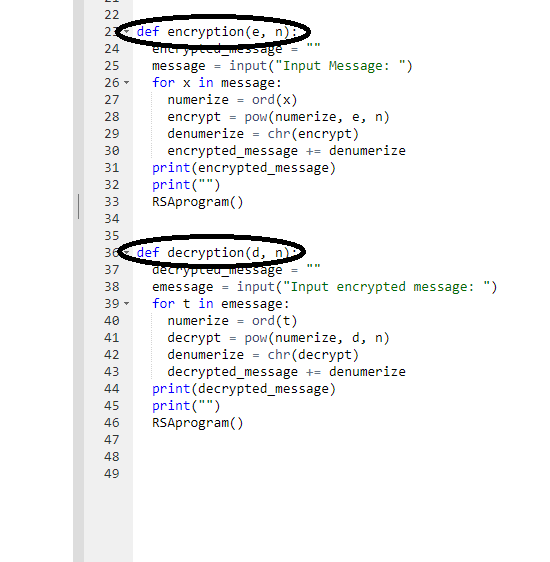 22
23 def encryption(e, n):
24 encrypted_message = ""
25 message = input("Input Message: ")
26 for x in message:
27 numerize = ord(x)
28 encrypt = pow(numerize, e, n)
29 denumerize = chr(encrypt)
30 encrypted_message += denumerize
31 print(encrypted_message)
32 print("")
33 RSAprogram()
34
35
36 def decryption(d, n):
37 decrypted_message = ""
38 emessage = input("Input encrypted message: ")
39 for t in emessage:
40 numerize = ord(t)
41 decrypt = pow(numerize, d, n)
42 denumerize = chr(decrypt)
43 decrypted_message += denumerize
44 print(decrypted_message)
45 print("")
46 RSAprogram()
47
48
49